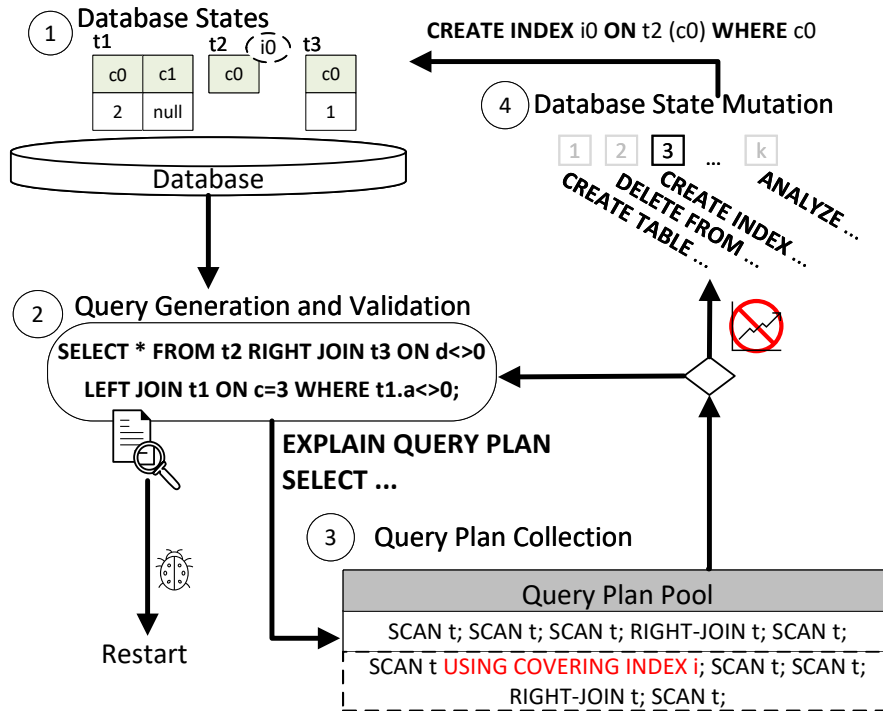 1 Database States
t1 t2 i0 t3
c0 c1 c0 c0
2 null 1
Database
CREATE INDEX i0 ON t2 (c0) WHERE c0
4 Database State Mutation
1 2 3 ... k
CREATE TABLE ...
DELETE FROM ...
CREATE INDEX ...
ANALYZE ...
2 Query Generation and Validation
SELECT * FROM t2 RIGHT JOIN t3 ON d<>0
LEFT JOIN t1 ON c=3 WHERE t1.a<>0;
EXPLAIN QUERY PLAN
SELECT ...
Restart
3 Query Plan Collection
Query Plan Pool
SCAN t; SCAN t; SCAN t; RIGHT-JOIN t; SCAN t;
SCAN t USING COVERING INDEX i; SCAN t; SCAN t;
RIGHT-JOIN t; SCAN t;